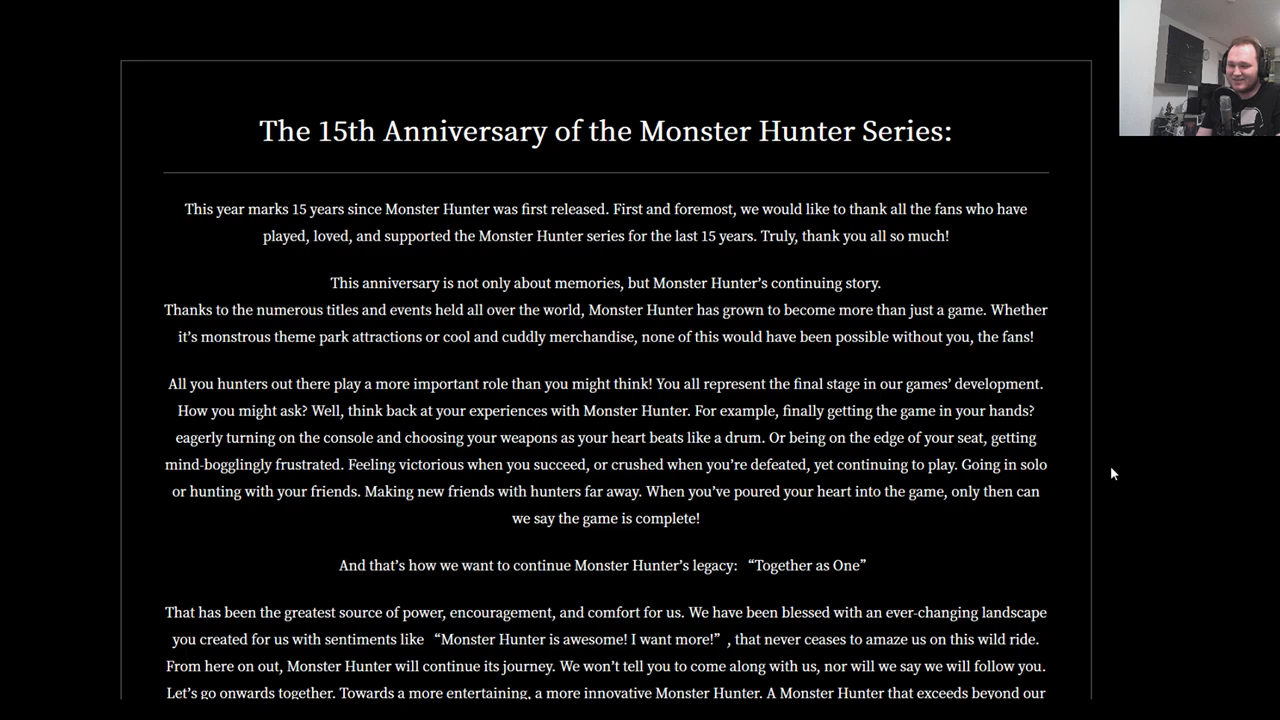 The 15th Anniversary of the Monster Hunter Series:
This year marks 15 years since Monster Hunter was first released. First and foremost, we would like to thank all the fans who have
played, loved, and supported the Monster Hunter series for the last 15 years. Truly, thank you all so much!
This anniversary is not only about memories, but Monster Hunter’s continuing story.
Thanks to the numerous titles and events held all over the world, Monster Hunter has grown to become more than just a game. Whether
it’s monstrous theme park attractions or cool and cuddly merchandise, none of this would have been possible without you, the fans!
All you hunters out there play a more important role than you might think! You all represent the final stage in our games’ development.
How you might ask? Well, think back at your experiences with Monster Hunter. For example, finally getting the game in your hands?
eagerly turning on the console and choosing your weapons as your heart beats like a drum. Or being on the edge of your seat, getting
mind-bogglingly frustrated. Feeling victorious when you succeed, or crushed when you’re defeated, yet continuing to play. Going in solo
or hunting with your friends. Making new friends with hunters far away. When you’ve poured your heart into the game, only then can
we say the game is complete!
And that’s how we want to continue Monster Hunter’s legacy: “Together as One”
That has been the greatest source of power, encouragement, and comfort for us. We have been blessed with an ever-changing landscape
you created for us with sentiments like “Monster Hunter is awesome! I want more!” , that never ceases to amaze us on this wild ride.
From here on out, Monster Hunter will continue its journey. We won’t tell you to come along with us, nor will we say we will follow you.
Let’s go onwards together. Towards a more entertaining, a more innovative Monster Hunter. A Monster Hunter that exceeds beyond our